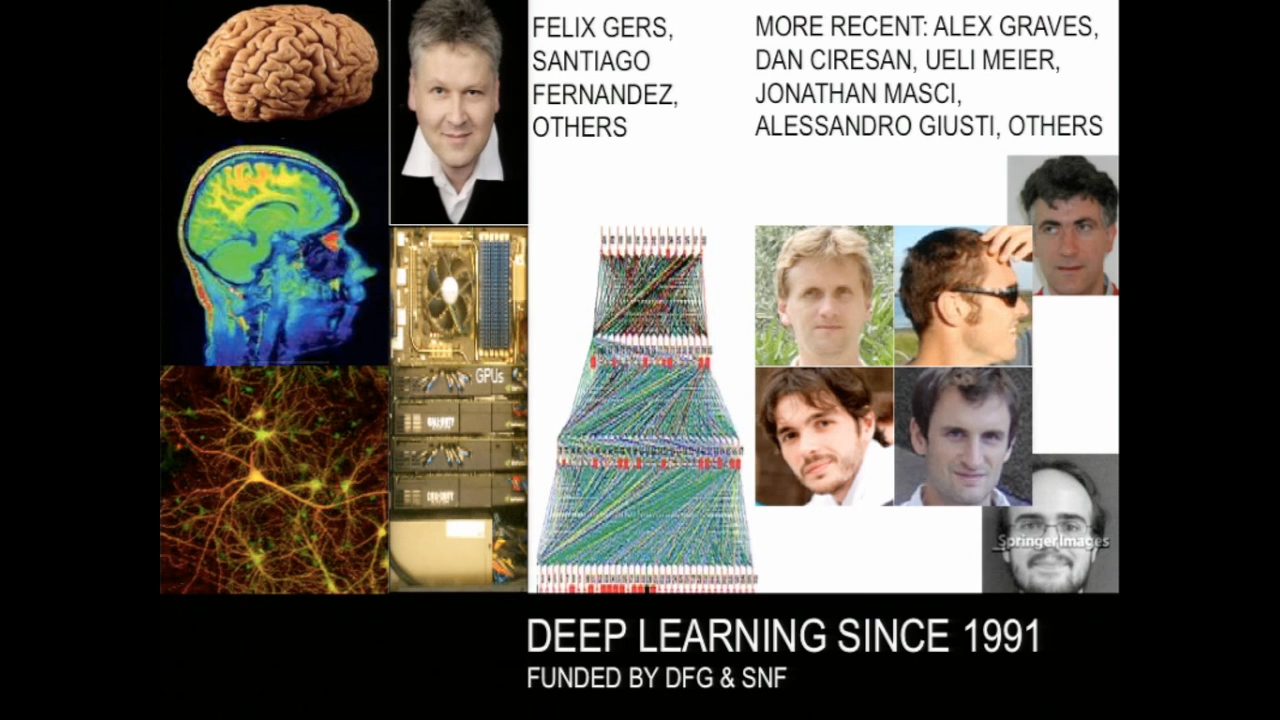 FELIX GERS,
SANTIAGO
FERNANDEZ,
OTHERS
MORE RECENT: ALEX GRAVES,
DAN CIRESAN, UELI MEIER,
JONATHAN MASCI,
ALESSANDRO GIUSTI, OTHERS
GPUs
SpringerImages
DEEP LEARNING SINCE 1991
FUNDED BY DFG & SNF